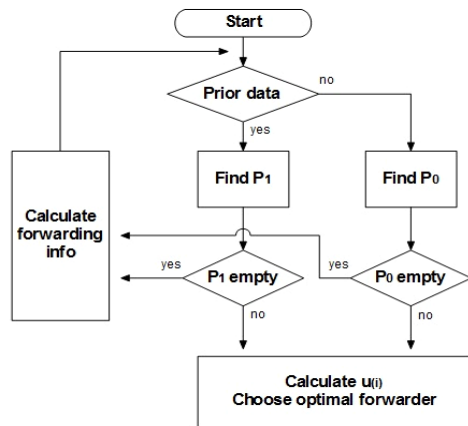 Start
Prior data
no
yes
Find P1
Find P0
Calculate
forwarding
info
yes
P1 empty
yes
P0 empty
no
no
Calculate u(i)
Choose optimal forwarder